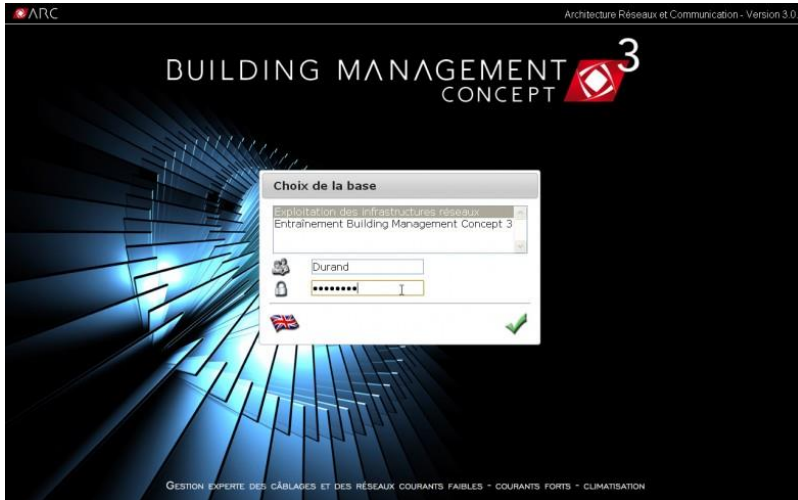 ARC
Architecture Réseaux et Communication - Version 3.0.
BUILDING MANAGEMENT 3
CONCEPT
Choix de la base
Exploitation des infrastructures réseaux
Entraînement Building Management Concept 3
Durand
••••••••
GESTION EXPERTE DES CÂBLAGES ET DES RÉSEAUX COURANTS FAIBLES - COURANTS FORTS - CLIMATISATION